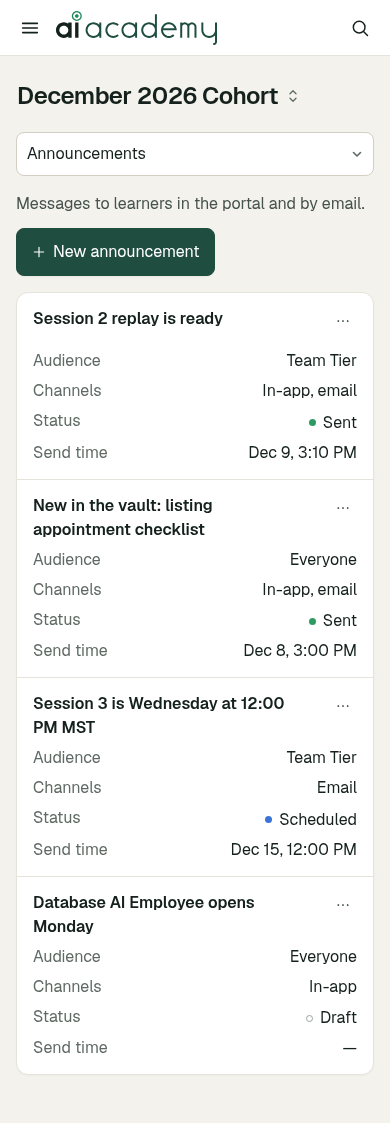 ai academy
December 2026 Cohort
Announcements
Messages to learners in the portal and by email.
+ New announcement
Session 2 replay is ready ...
Audience Team Tier
Channels In-app, email
Status Sent
Send time Dec 9, 3:10 PM
New in the vault: listing ...
appointment checklist
Audience Everyone
Channels In-app, email
Status Sent
Send time Dec 8, 3:00 PM
Session 3 is Wednesday at 12:00 ...
PM MST
Audience Team Tier
Channels Email
Status Scheduled
Send time Dec 15, 12:00 PM
Database AI Employee opens ...
Monday
Audience Everyone
Channels In-app
Status Draft
Send time —